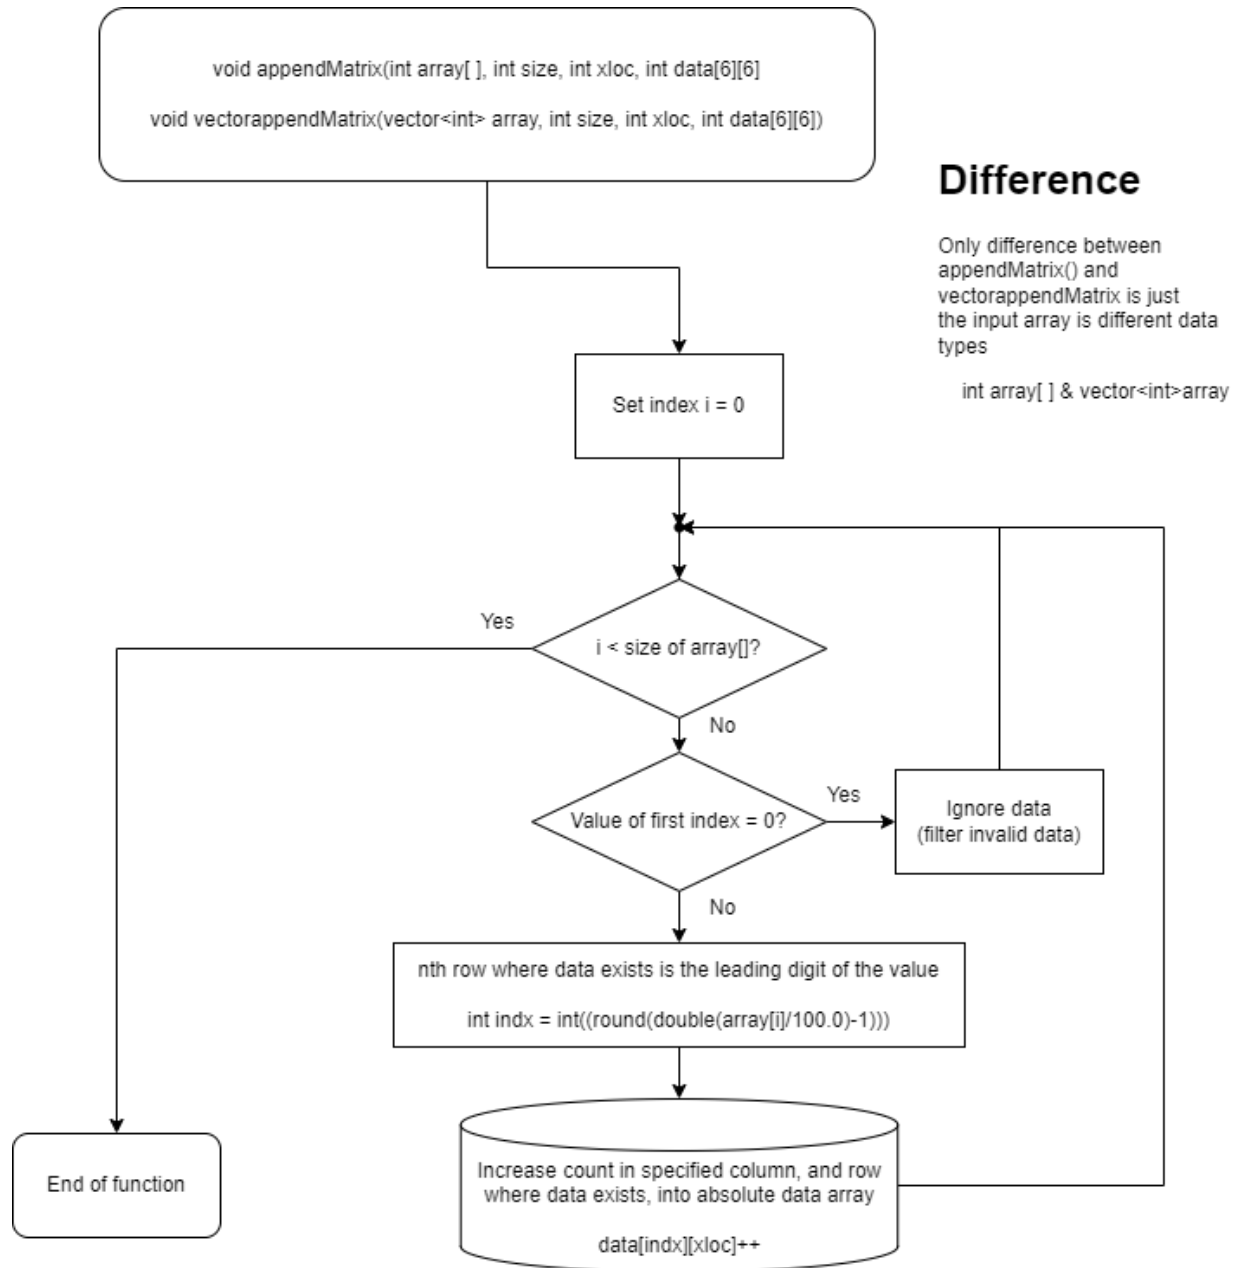 void appendMatrix(int array[ ], int size, int xloc, int data[6][6]
void vectorappendMatrix(vector<int> array, int size, int xloc, int data[6][6])
Difference
Only difference between
appendMatrix() and
vectorappendMatrix is just
the input array is different data
types
int array[ ] & vector<int>array
Set index i = 0
Yes
i < size of array[]?
No
Value of first index = 0?
Yes
Ignore data
(filter invalid data)
No
nth row where data exists is the leading digit of the value
int indx = int((round(double(array[i]/100.0)-1)))
End of function
Increase count in specified column, and row
where data exists, into absolute data array
data[indx][xloc]++